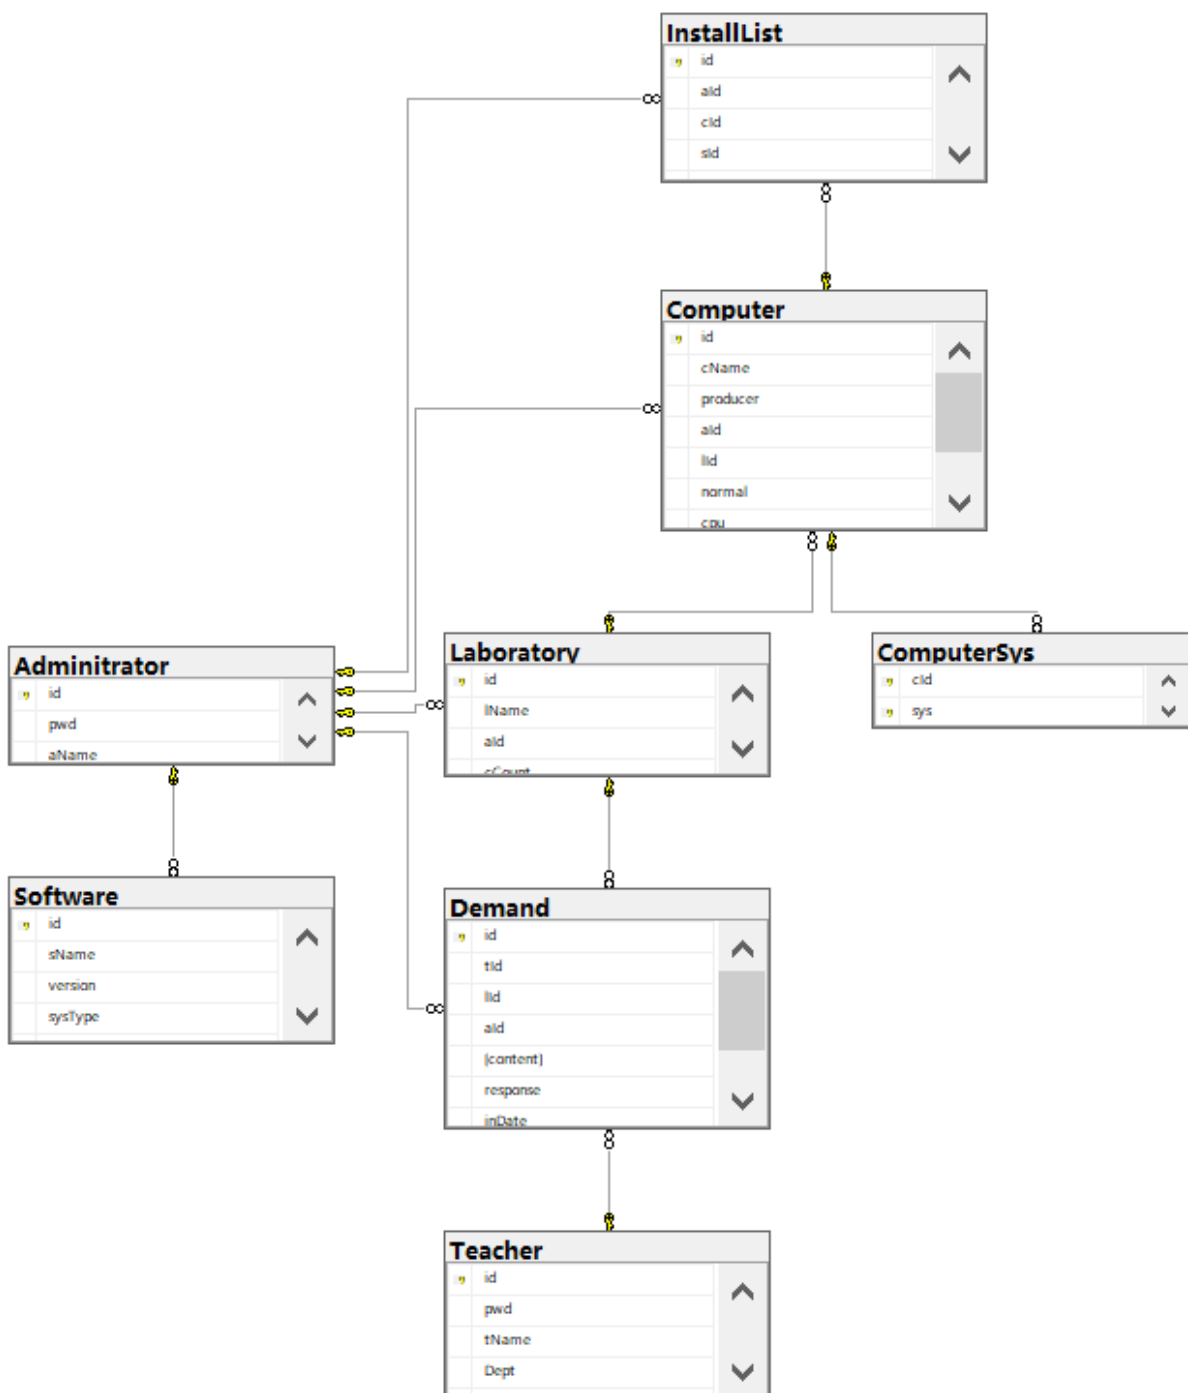 InstallList
id
aId
cId
sId
Computer
id
cName
producer
aId
lId
normal
cpu
Adminitrator
id
pwd
aName
Laboratory
id
lName
aId
cCount
ComputerSys
cId
sys
Software
id
sName
version
sysType
Demand
id
tId
lId
aId
[content]
response
inDate
Teacher
id
pwd
tName
Dept